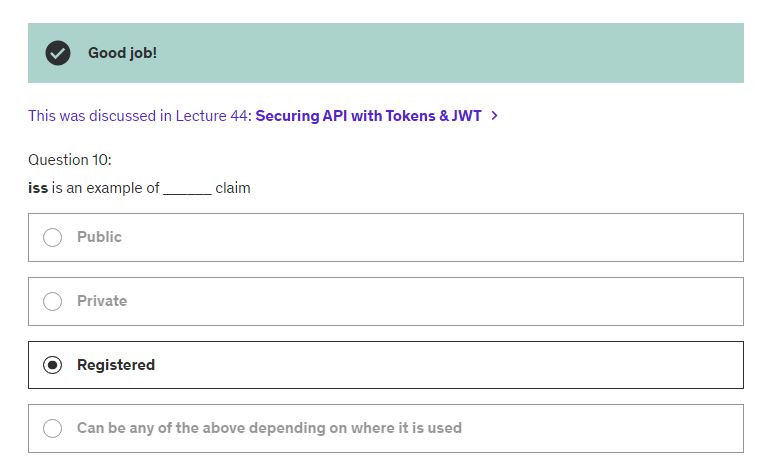 Good job!
This was discussed in Lecture 44: Securing API with Tokens & JWT >
Question 10:
iss is an example of ______ claim
Public
Private
Registered
Can be any of the above depending on where it is used